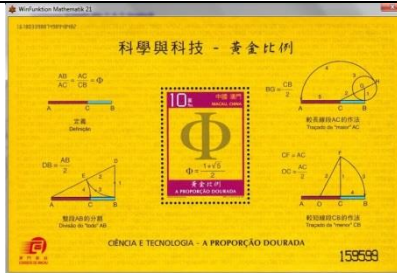 WinFunktion Mathematik 21
科學與科技 - 黃金比例
AB/AC = AC/CB = Φ
A C B
定義
Definição
10
中國 澳門
MACAU, CHINA
Φ
Φ = 1+√5/2
黃金比例
A PROPORÇÃO DOURADA
BG = CB/2
A C B
較長線段AC的作法
Traçado do "maior" AC
DB = AB/2
D
E
A C B
整段AB的分割
Divisão do "todo" AB
CF = AC
OC = AC/2
F
A O C B
較短線段CB的作法
Traçado do "menor" CB
CIÊNCIA E TECNOLOGIA - A PROPORÇÃO DOURADA
159599